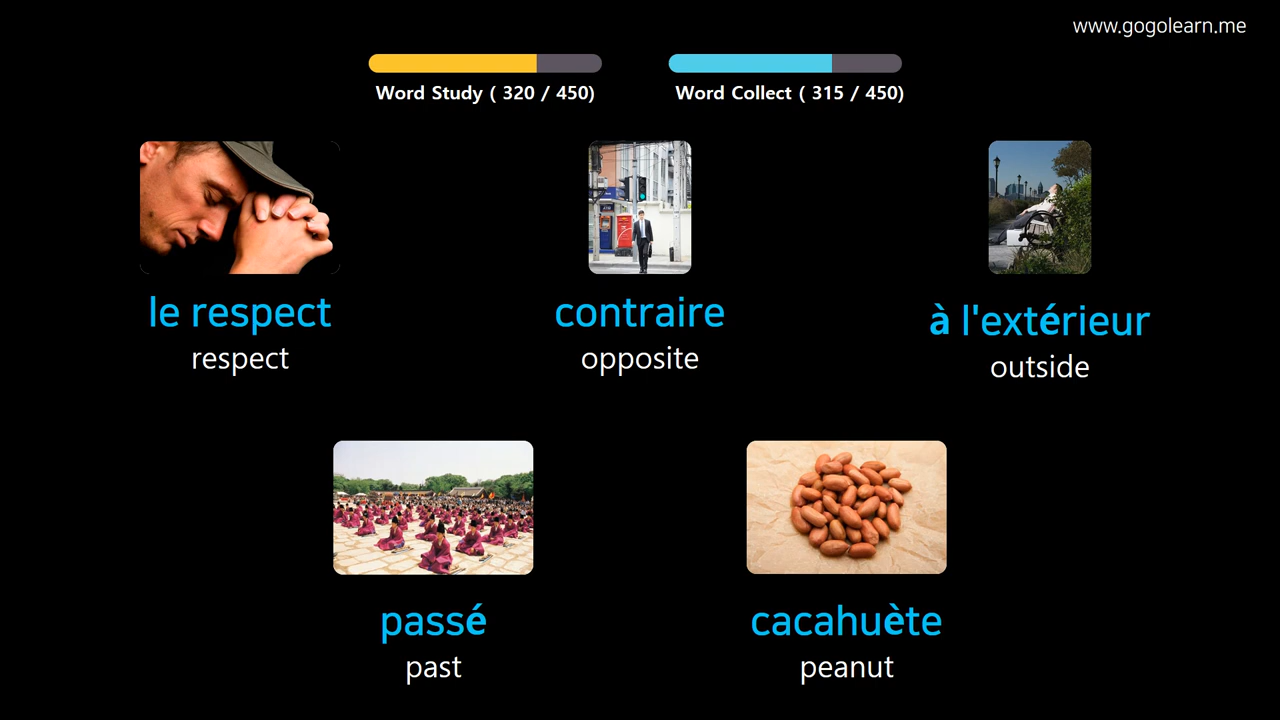 www.gogolearn.me
Word Study ( 320 / 450)
Word Collect ( 315 / 450)
le respect
respect
contraire
opposite
à l'extérieur
outside
passé
past
cacahuète
peanut